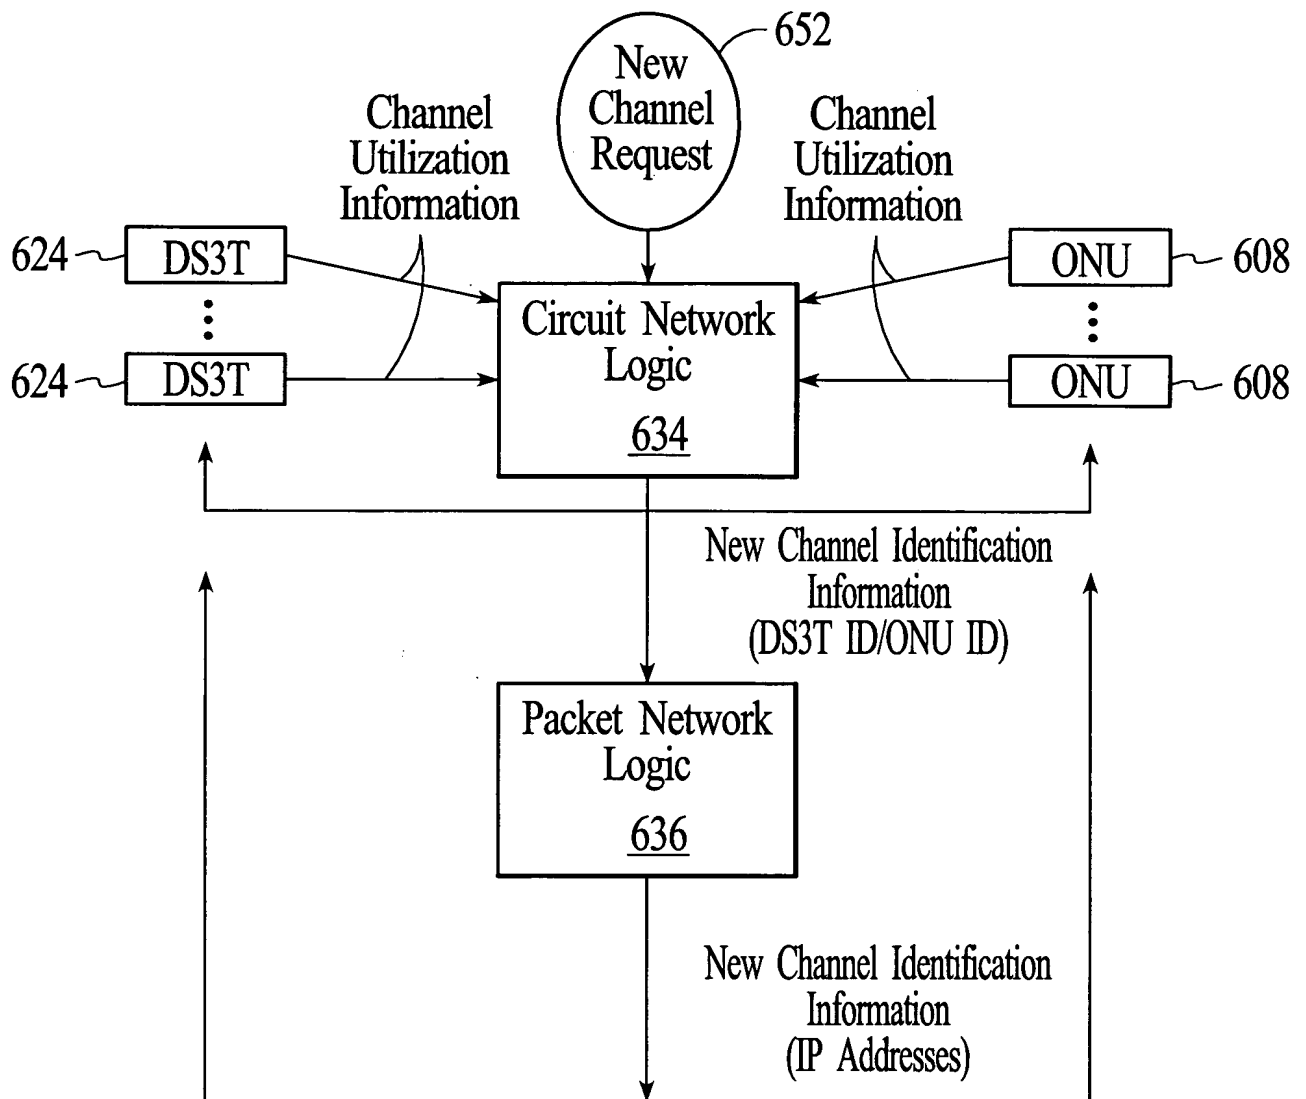 652
New
Channel
Request
Channel
Utilization
Information
Channel
Utilization
Information
624
DS3T
ONU
608
Circuit Network
Logic
634
624
DS3T
ONU
608
New Channel Identification
Information
(DS3T ID/ONU ID)
Packet Network
Logic
636
New Channel Identification
Information
(IP Addresses)